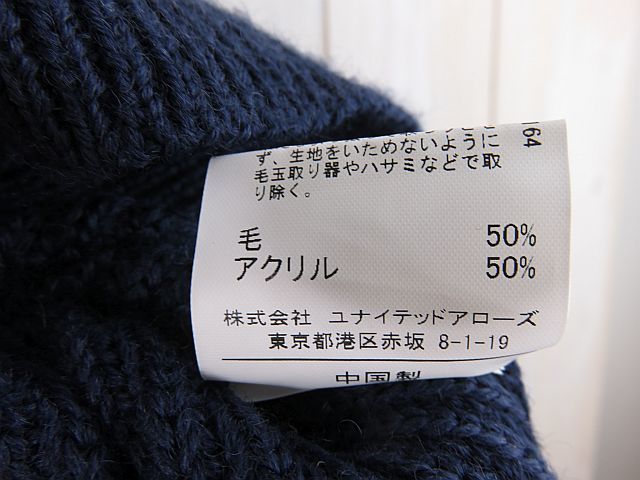 ず、生地をいためないように
毛玉取り器やハサミなどで取
り除く。
毛 50%
アクリル 50%
株式会社 ユナイテッドアローズ
東京都港区赤坂 8-1-19
中国製
164